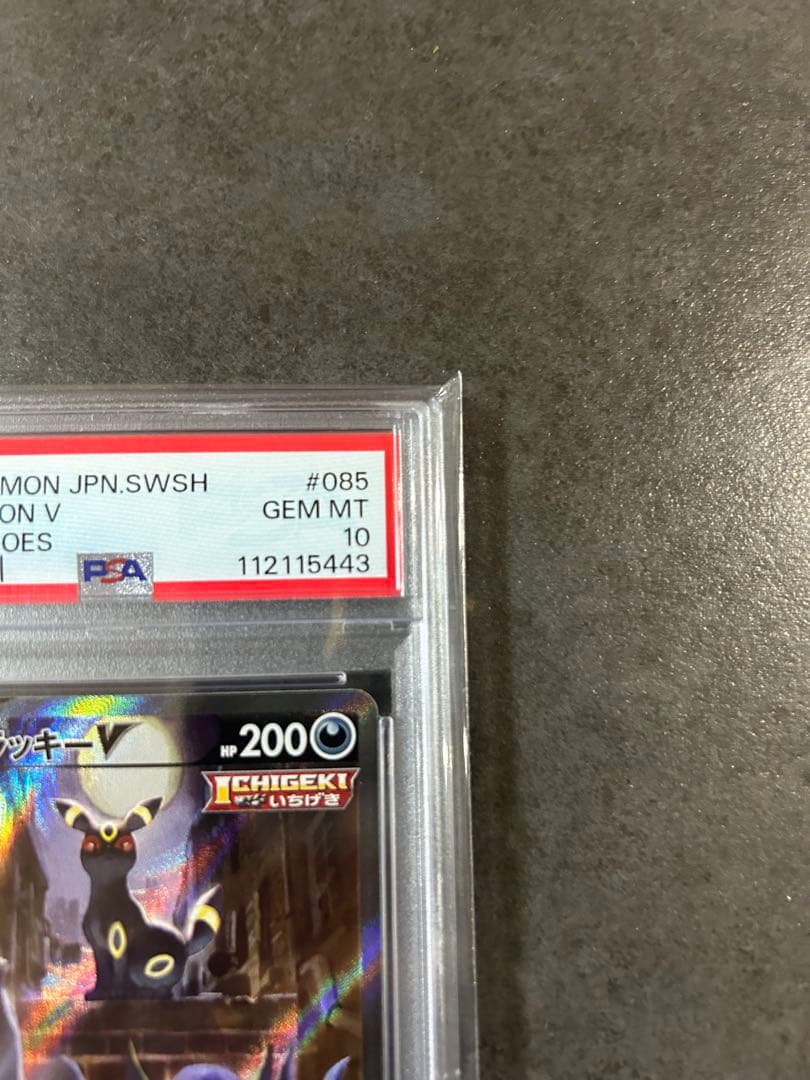 MON JPN.SWSH #085
ON V GEM MT
OES 10
PSA 112115443
ラッキーV HP 200
ICHIGEKI
いちげき